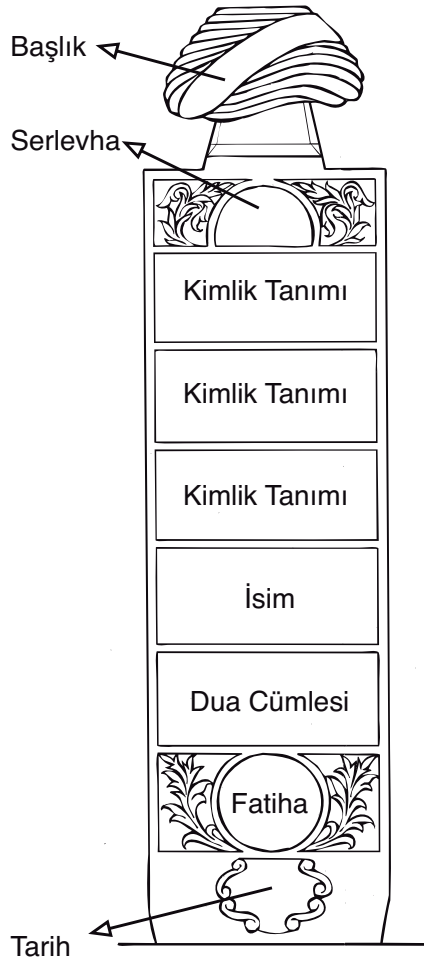 Başlık
Serlevha
Kimlik Tanımı
Kimlik Tanımı
Kimlik Tanımı
İsim
Dua Cümlesi
Fatiha
Tarih